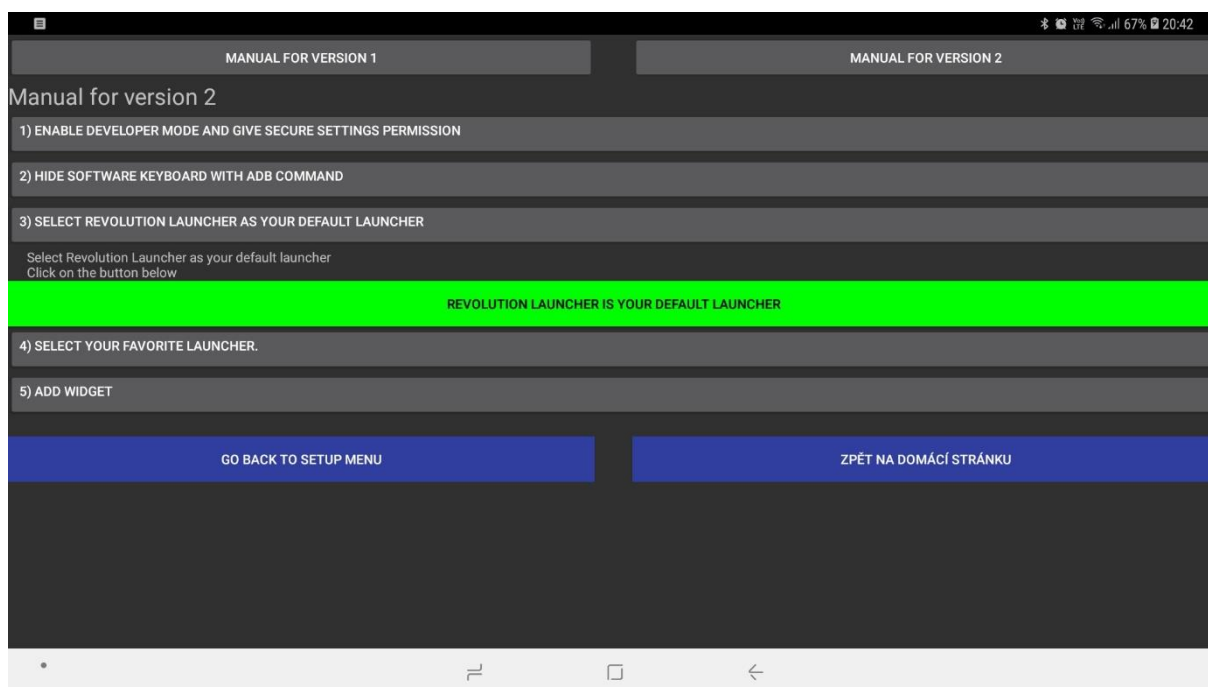 VoLTE 67% 20:42
MANUAL FOR VERSION 1
MANUAL FOR VERSION 2
Manual for version 2
1) ENABLE DEVELOPER MODE AND GIVE SECURE SETTINGS PERMISSION
2) HIDE SOFTWARE KEYBOARD WITH ADB COMMAND
3) SELECT REVOLUTION LAUNCHER AS YOUR DEFAULT LAUNCHER
Select Revolution Launcher as your default launcher
Click on the button below
REVOLUTION LAUNCHER IS YOUR DEFAULT LAUNCHER
4) SELECT YOUR FAVORITE LAUNCHER.
5) ADD WIDGET
GO BACK TO SETUP MENU
ZPĚT NA DOMÁCÍ STRÁNKU